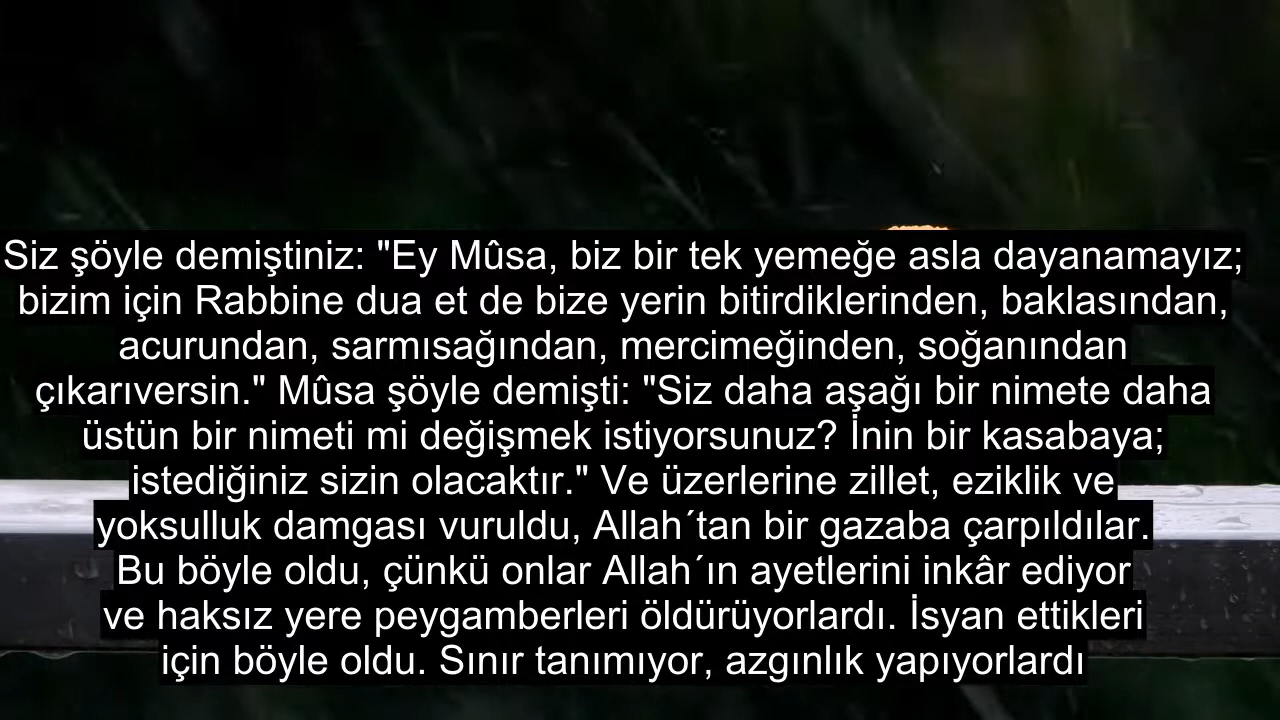 Siz şöyle demiştiniz: "Ey Mûsa, biz bir tek yemeğe asla dayanamayız;
bizim için Rabbine dua et de bize yerin bitirdiklerinden, baklasından,
acurundan, sarmısağından, mercimeğinden, soğanından
çıkarıversin." Mûsa şöyle demişti: "Siz daha aşağı bir nimete daha
üstün bir nimeti mi değişmek istiyorsunuz? İnin bir kasabaya;
istediğiniz sizin olacaktır." Ve üzerlerine zillet, eziklik ve
yoksulluk damgası vuruldu, Allah´tan bir gazaba çarpıldılar.
Bu böyle oldu, çünkü onlar Allah´ın ayetlerini inkâr ediyor
ve haksız yere peygamberleri öldürüyorlardı. İsyan ettikleri
için böyle oldu. Sınır tanımıyor, azgınlık yapıyorlardı